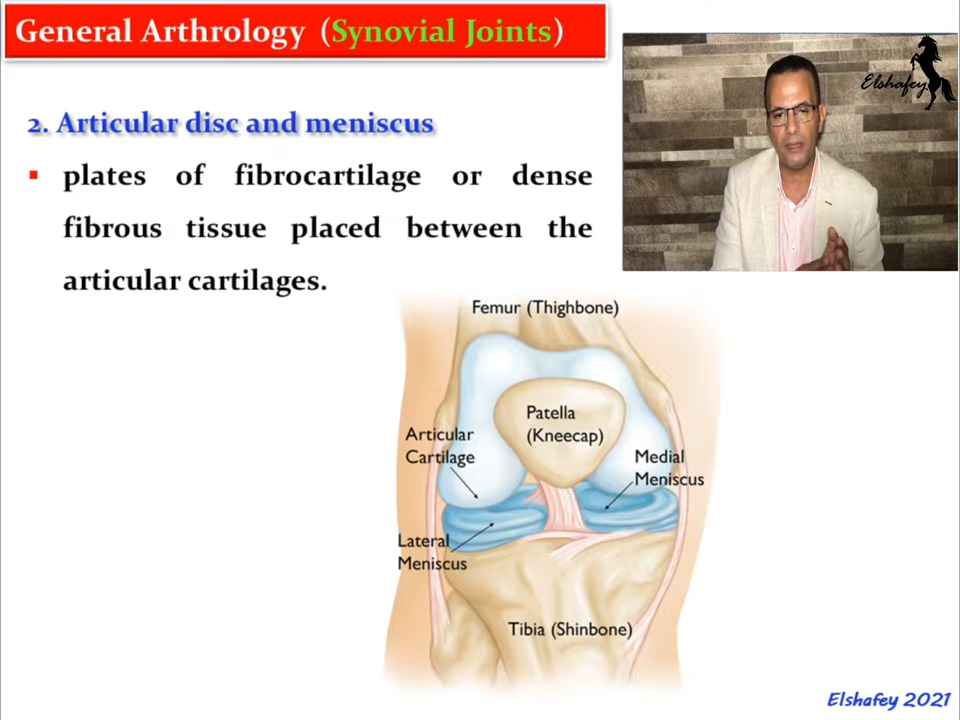 General Arthrology (Synovial Joints)
Elshafey
2. Articular disc and meniscus
▪ plates of fibrocartilage or dense
fibrous tissue placed between the
articular cartilages.
Femur (Thighbone)
Patella
(Kneecap)
Articular
Cartilage
Medial
Meniscus
Lateral
Meniscus
Tibia (Shinbone)
Elshafey 2021